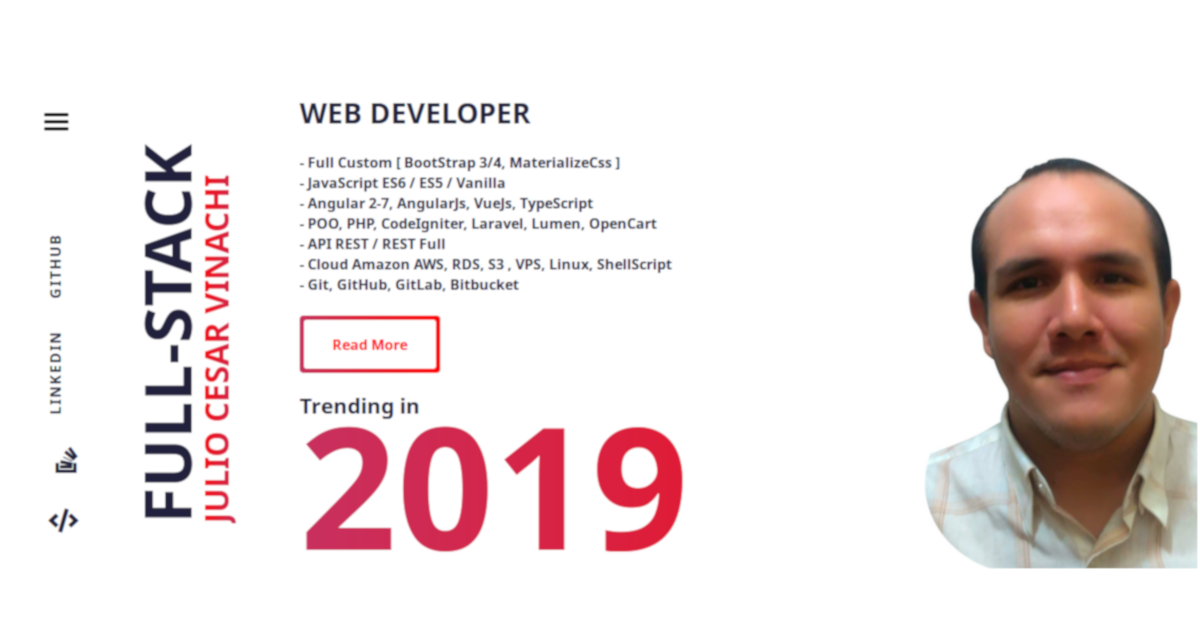 GITHUB
LINKEDIN
FULL-STACK
JULIO CESAR VINACHI
WEB DEVELOPER
- Full Custom [ BootStrap 3/4, MaterializeCss ]
- JavaScript ES6 / ES5 / Vanilla
- Angular 2-7, AngularJs, VueJs, TypeScript
- POO, PHP, CodeIgniter, Laravel, Lumen, OpenCart
- API REST / REST Full
- Cloud Amazon AWS, RDS, S3 , VPS, Linux, ShellScript
- Git, GitHub, GitLab, Bitbucket
Read More
Trending in
2019